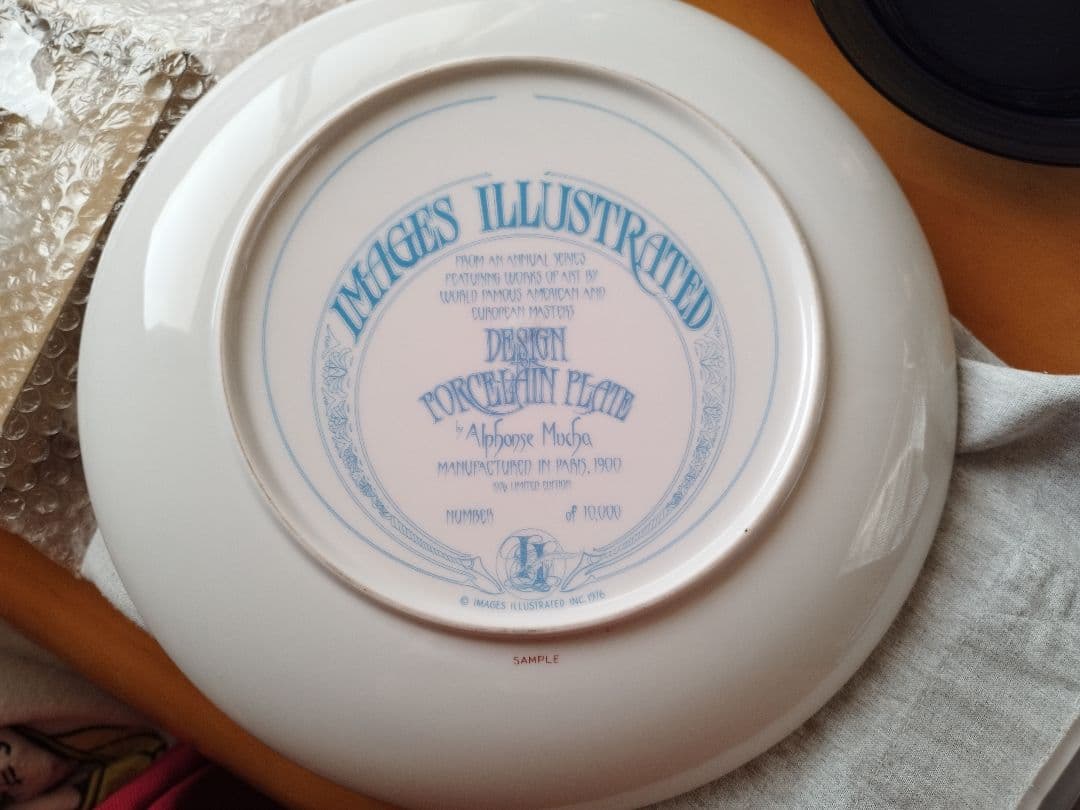 IMAGES ILLUSTRATED
FROM AN ANNUAL SERIES
FEATURING WORKS OF ART BY
WORLD FAMOUS AMERICAN AND
EUROPEAN MASTERS
DESIGN
FOR
PORCELAIN PLATE
by Alphonse Mucha
MANUFACTURED IN PARIS, 1900
1976 LIMITED EDITION
NUMBER of 10,000
II
© IMAGES ILLUSTRATED INC. 1976
SAMPLE